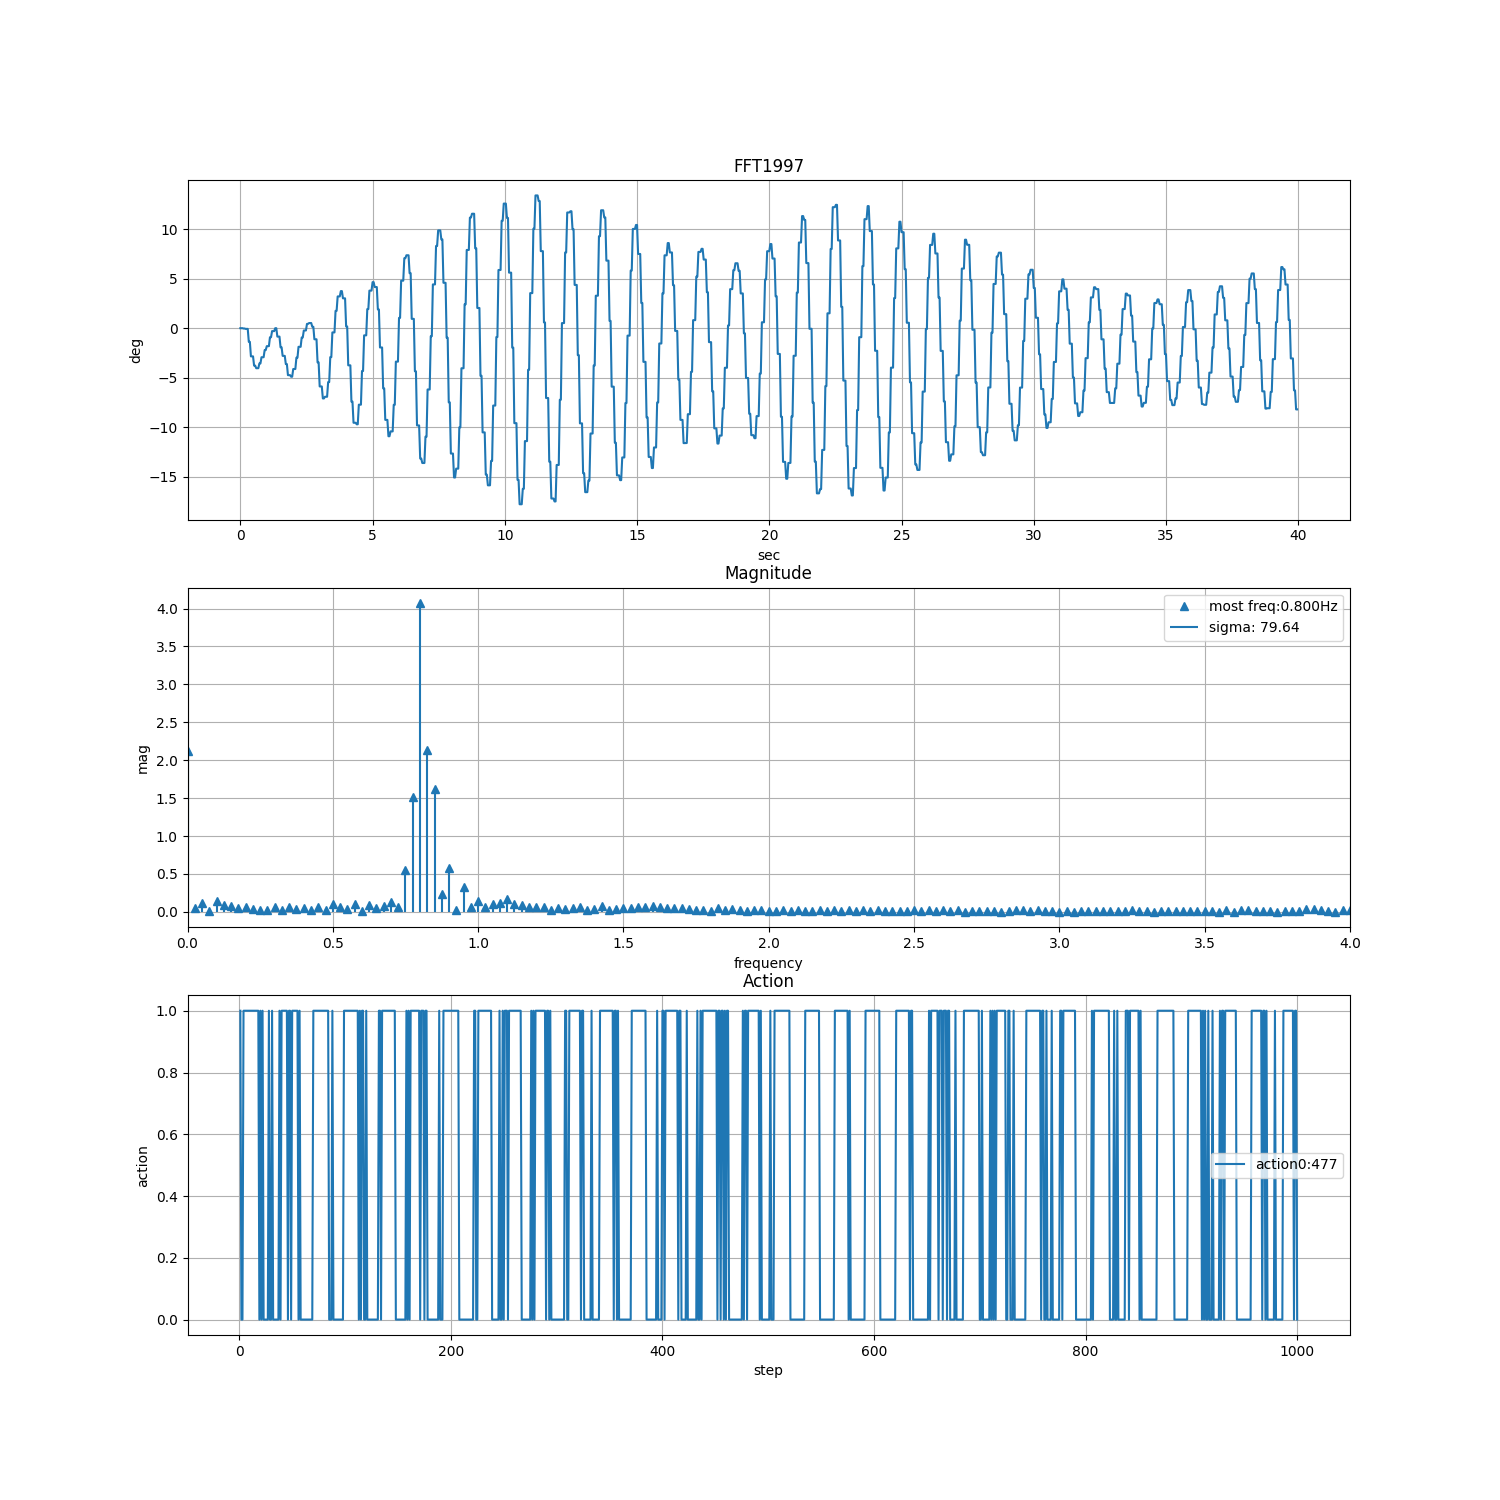 FFT1997
10
5
0
−5
−10
−15
deg
0 5 10 15 20 25 30 35 40
sec
Magnitude
4.0
3.5
3.0
2.5
2.0
1.5
1.0
0.5
0.0
mag
most freq:0.800Hz
sigma: 79.64
0.0 0.5 1.0 1.5 2.0 2.5 3.0 3.5 4.0
frequency
Action
1.0
0.8
0.6
0.4
0.2
0.0
action
action0:477
0 200 400 600 800 1000
step